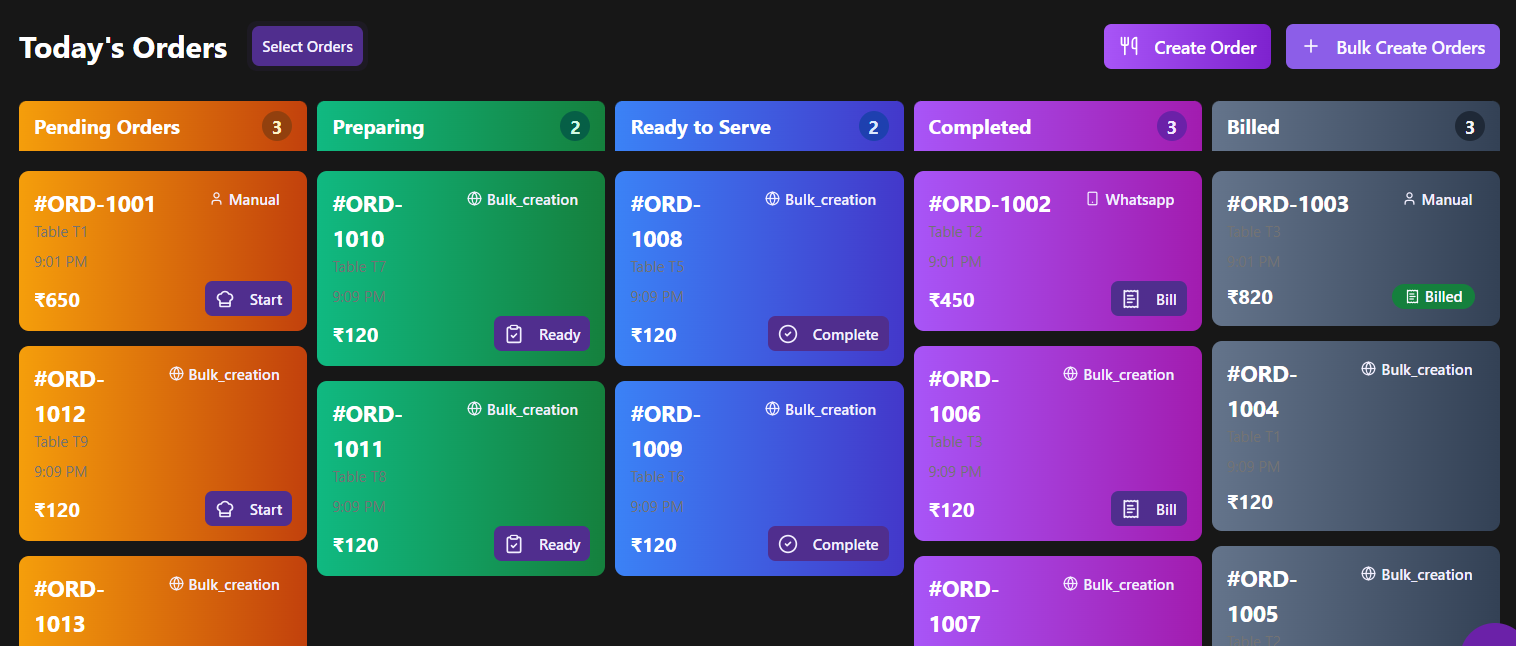 Today's Orders
Select Orders
Create Order
Bulk Create Orders
Pending Orders 3
#ORD-1001
Manual
Table T1
9:01 PM
₹650
Start
#ORD-
1012
Bulk_creation
Table T9
9:09 PM
₹120
Start
#ORD-
1013
Bulk_creation
Preparing 2
#ORD-
1010
Bulk_creation
Table T7
9:09 PM
₹120
Ready
#ORD-
1011
Bulk_creation
Table T8
9:09 PM
₹120
Ready
Ready to Serve 2
#ORD-
1008
Bulk_creation
Table T5
9:09 PM
₹120
Complete
#ORD-
1009
Bulk_creation
Table T6
9:09 PM
₹120
Complete
Completed 3
#ORD-1002
Whatsapp
Table T2
9:01 PM
₹450
Bill
#ORD-
1006
Bulk_creation
Table T3
9:09 PM
₹120
Bill
#ORD-
1007
Bulk_creation
Billed 3
#ORD-1003
Manual
Table T3
9:01 PM
₹820
Billed
#ORD-
1004
Bulk_creation
Table T1
9:09 PM
₹120
#ORD-
1005
Bulk_creation
Table T2